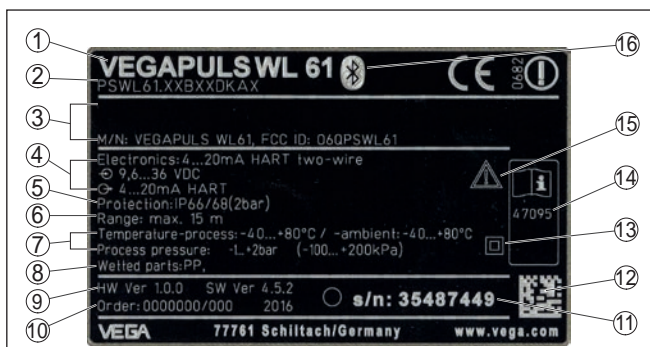 1 VEGAPULS WL 61 16
2 PSWL61.XXBXXDKAX CE 0682
3
M/N: VEGAPULS WL61, FCC ID: O6QPSWL61
4 Electronics:4...20mA HART two-wire 15
9,6...36 VDC
4...20mA HART 14
5 Protection:IP66/68(2bar)
6 Range: max. 15 m 47095
7 Temperature-process:-40...+80°C / -ambient:-40...+80°C 13
Process pressure: -1...+2bar (-100...+200kPa)
8 Wetted parts:PP,
9 HW Ver 1.0.0 SW Ver 4.5.2 12
s/n: 35487449 11
10 Order:0000000/000 2016
VEGA 77761 Schiltach/Germany www.vega.com